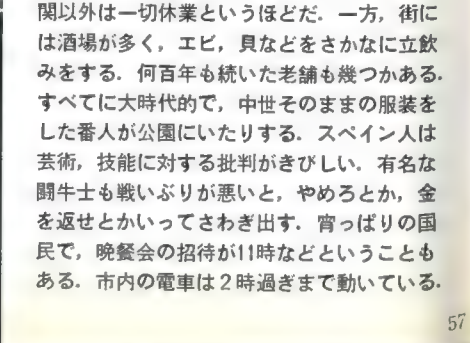 関以外は一切休業というほどだ．一方，街に
は酒場が多く，エビ，貝などをさかなに立飲
みをする．何百年も続いた老舗も幾つかある．
すべてに大時代的で，中世そのままの服装を
した番人が公園にいたりする．スペイン人は
芸術，技能に対する批判がきびしい．有名な
闘牛士も戦いぶりが悪いと，やめろとか，金
を返せとかいってさわぎ出す．宵っぱりの国
民で，晩餐会の招待が11時などということも
ある．市内の電車は2時過ぎまで動いている．
57